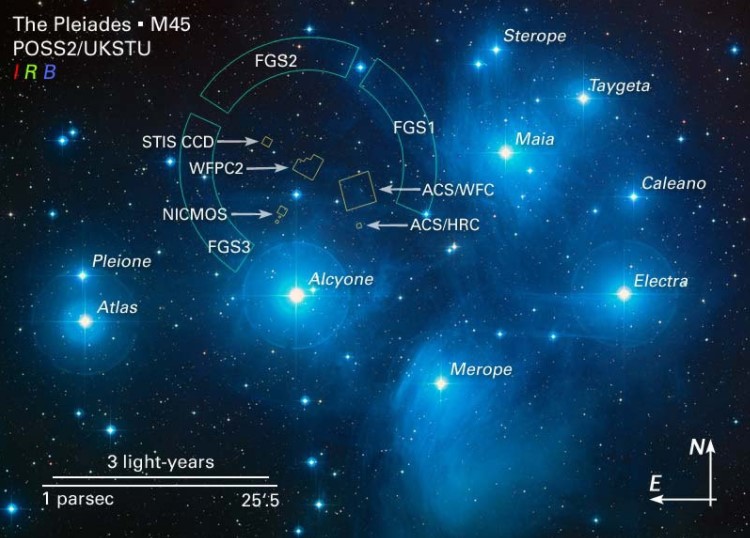 The Pleiades ▪ M45
POSS2/UKSTU
I R B
FGS2
FGS1
STIS CCD
WFPC2
NICMOS
FGS3
ACS/WFC
ACS/HRC
Sterope
Taygeta
Maia
Caleano
Pleione
Atlas
Alcyone
Electra
Merope
3 light-years
1 parsec 25'.5
N
E